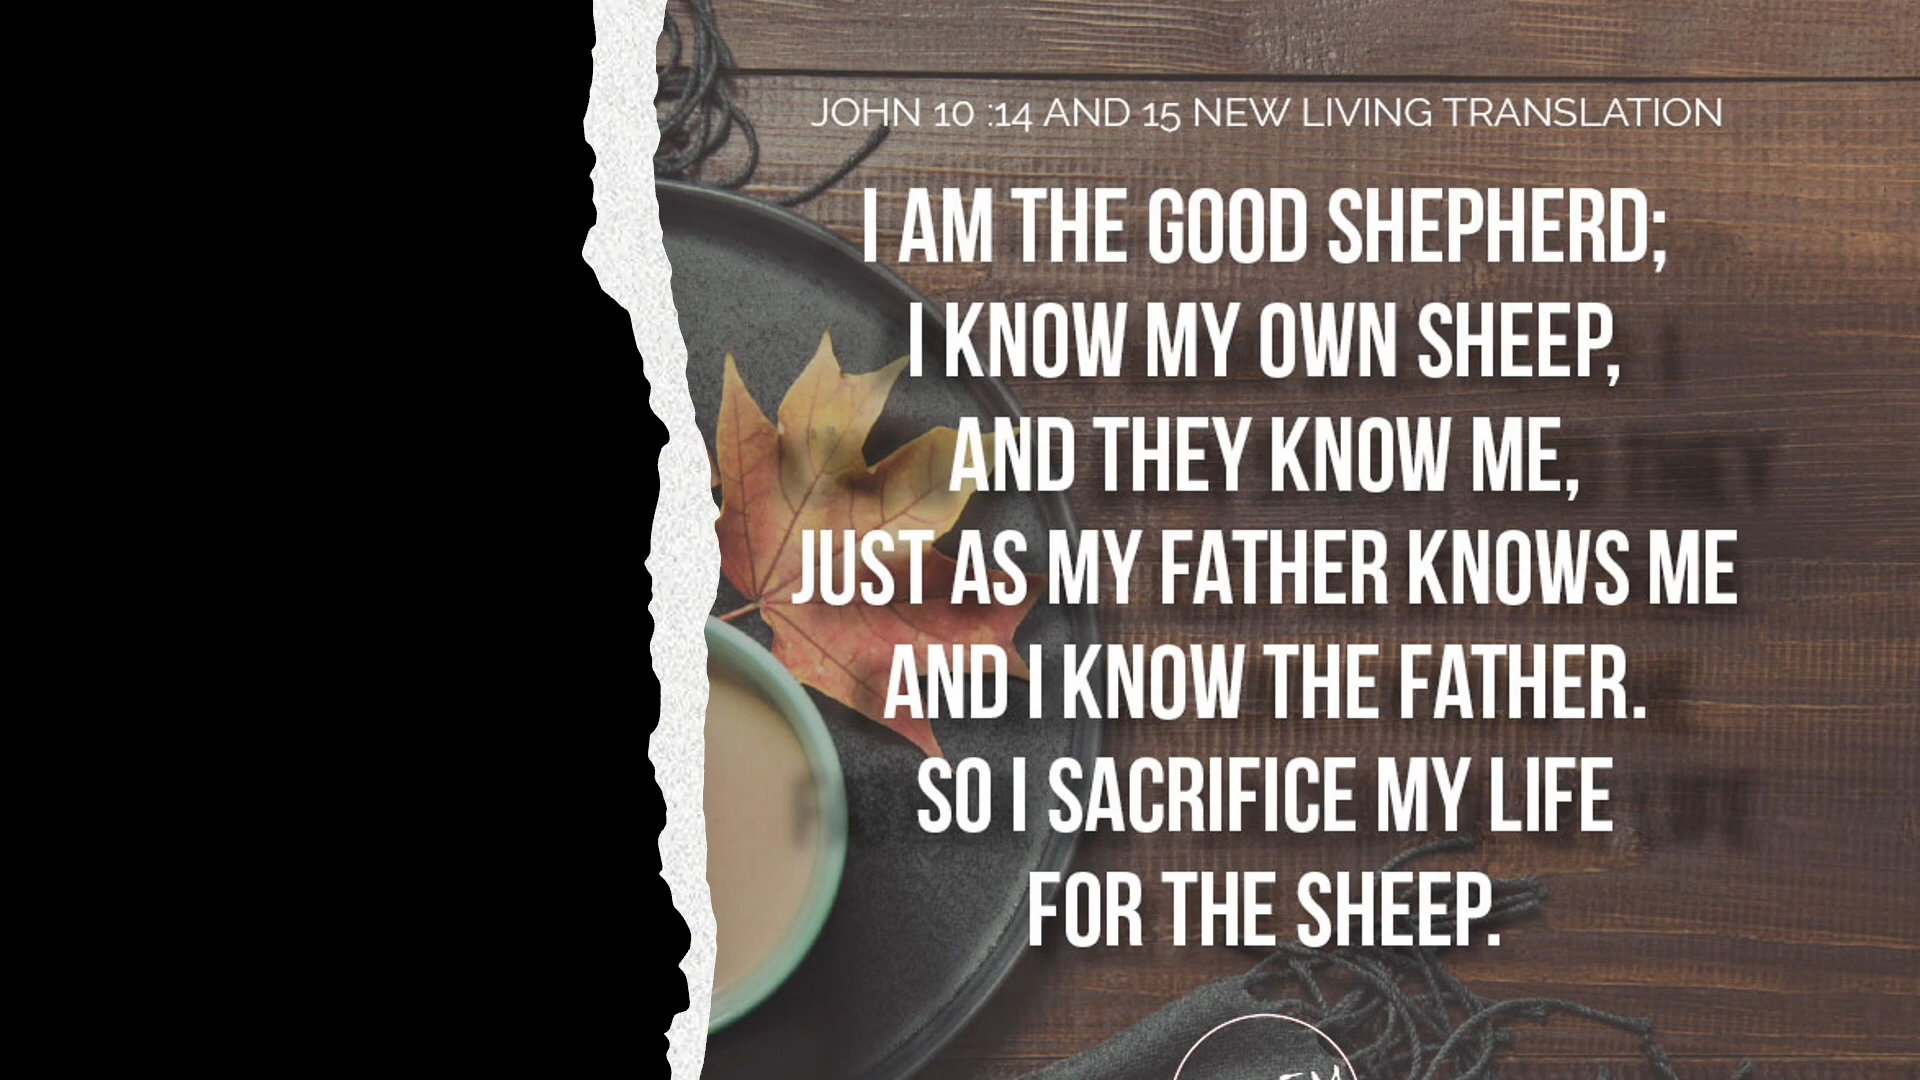 JOHN 10 :14 AND 15 NEW LIVING TRANSLATION
I AM THE GOOD SHEPHERD;
I KNOW MY OWN SHEEP,
AND THEY KNOW ME,
JUST AS MY FATHER KNOWS ME
AND I KNOW THE FATHER.
SO I SACRIFICE MY LIFE
FOR THE SHEEP.